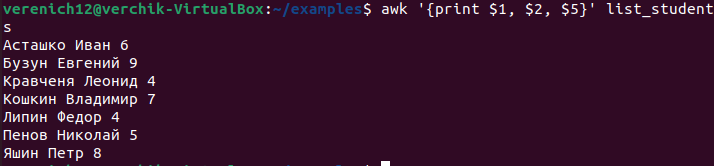 verenich12@verchik-VirtualBox:~/examples$ awk '{print $1, $2, $5}' list_student
s
Асташко Иван 6
Бузун Евгений 9
Кравченя Леонид 4
Кошкин Владимир 7
Липин Федор 4
Пенов Николай 5
Яшин Петр 8